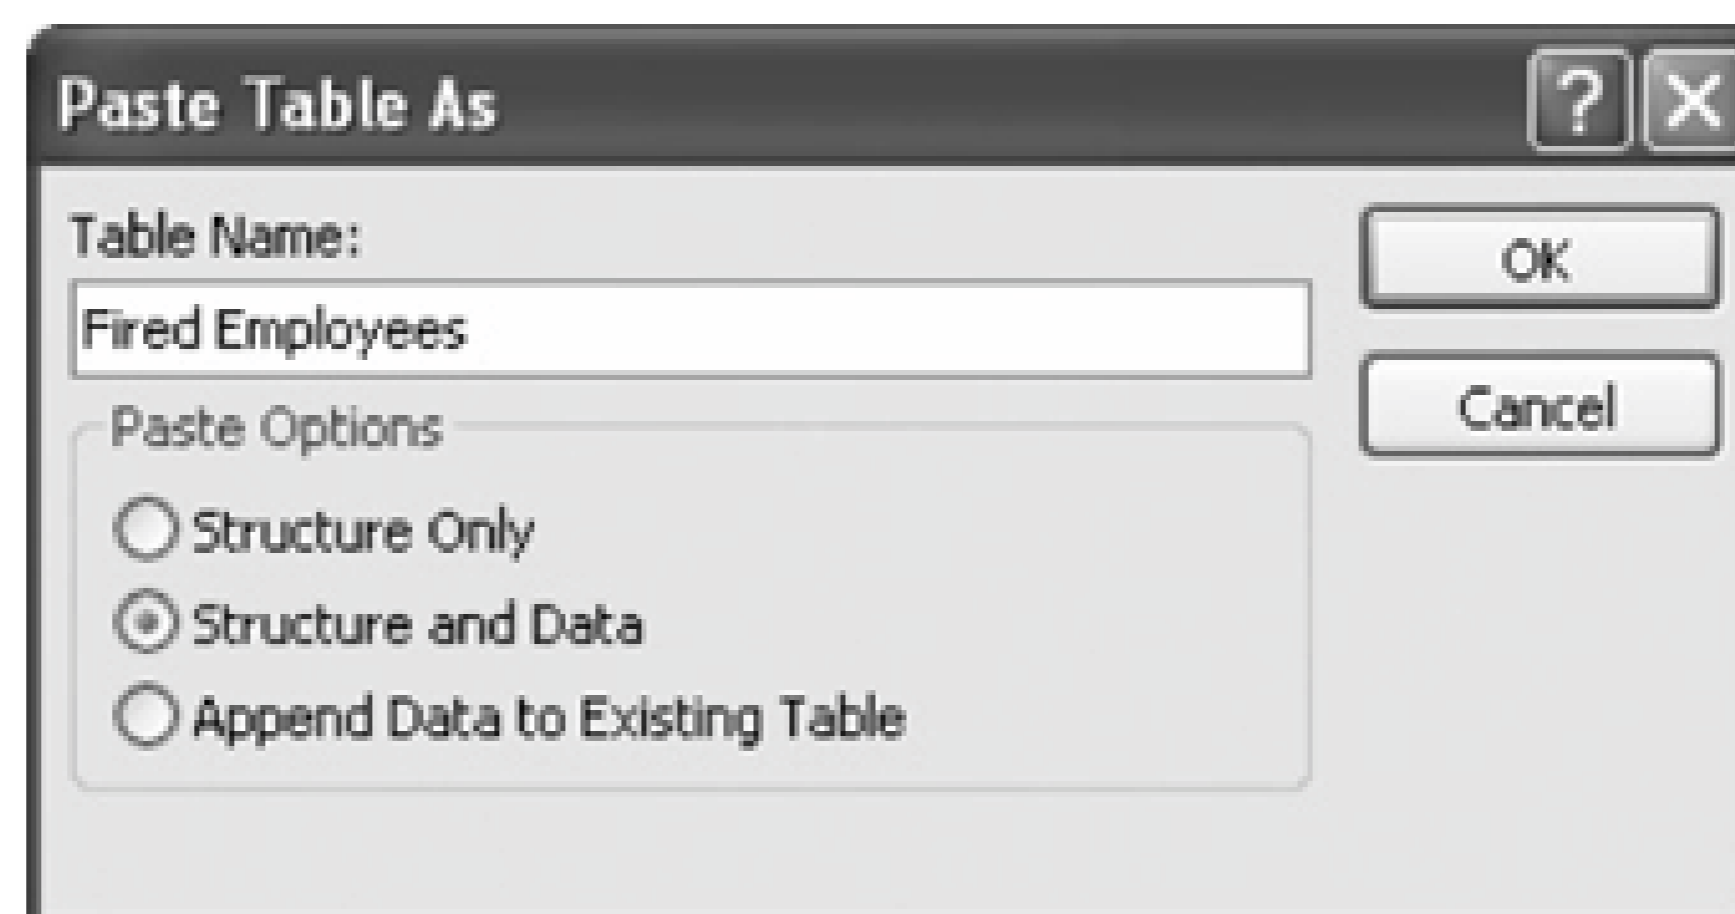 Paste Table As
Table Name:
Fired Employees
OK
Cancel
Paste Options
Structure Only
Structure and Data
Append Data to Existing Table